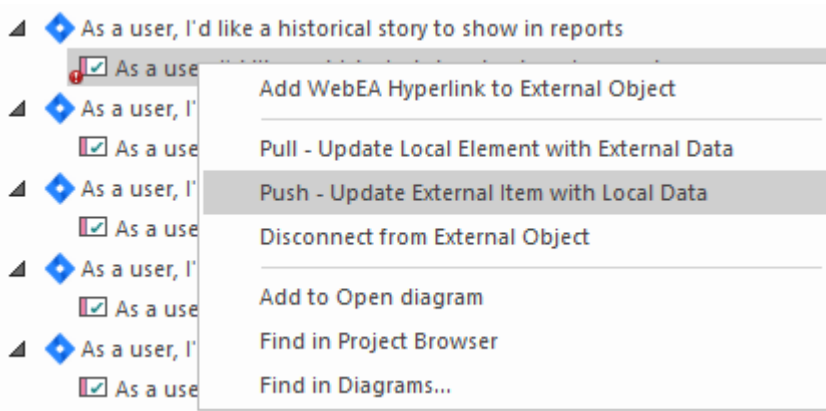 As a user, I'd like a historical story to show in reports
As a use
Add WebEA Hyperlink to External Object
As a user, I'
As a use
Pull - Update Local Element with External Data
As a user, I'
Push - Update External Item with Local Data
As a use
Disconnect from External Object
As a user, I'
As a use
Add to Open diagram
As a user, I'
Find in Project Browser
As a use
Find in Diagrams...